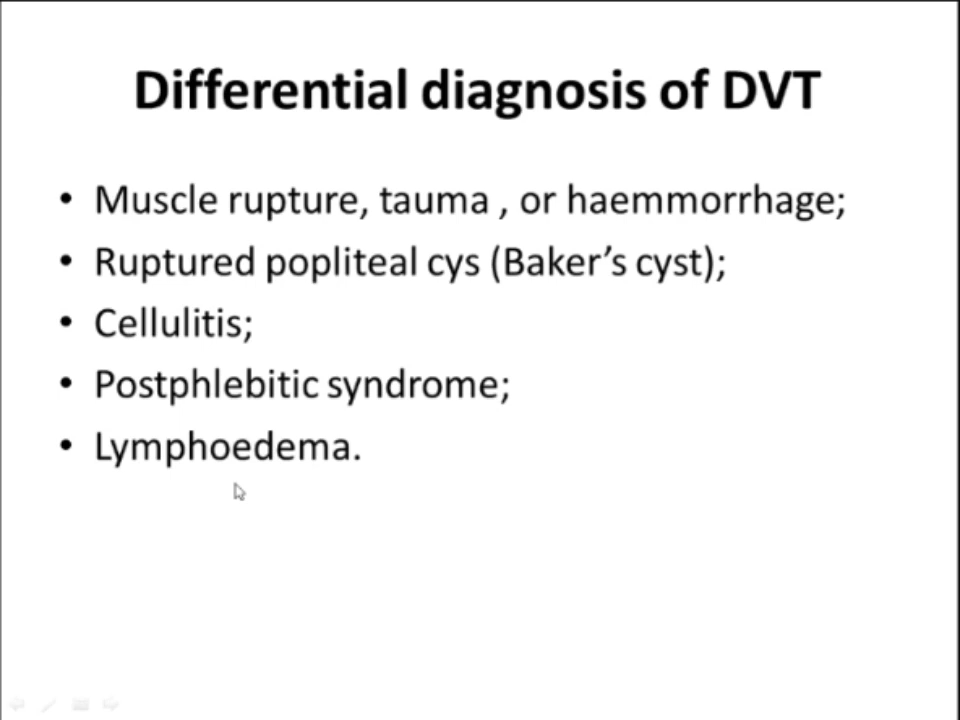 Differential diagnosis of DVT
• Muscle rupture, tauma , or haemmorrhage;
• Ruptured popliteal cys (Baker’s cyst);
• Cellulitis;
• Postphlebitic syndrome;
• Lymphoedema.